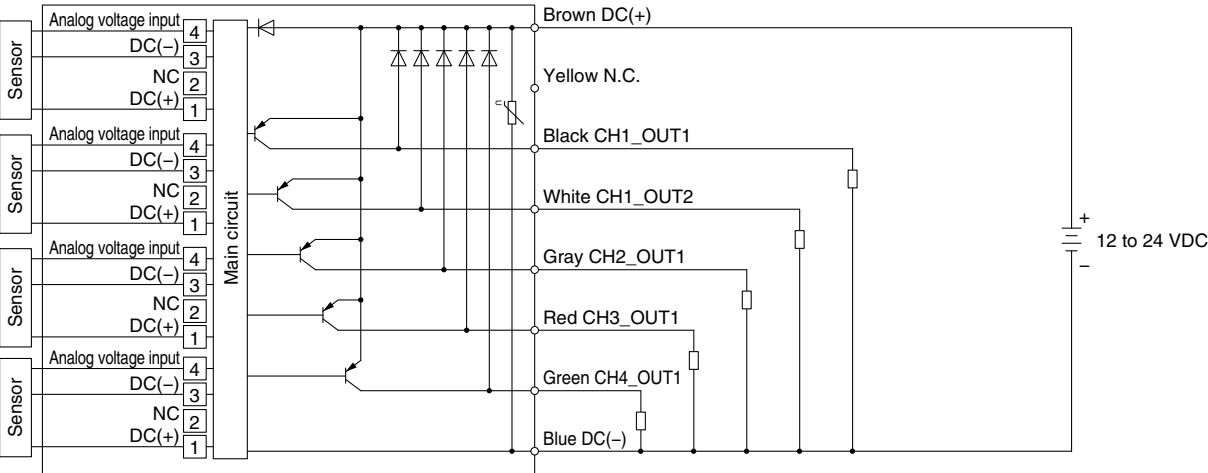 Sensor
Analog voltage input 4
DC(−) 3
NC 2
DC(+) 1
Sensor
Analog voltage input 4
DC(−) 3
NC 2
DC(+) 1
Sensor
Analog voltage input 4
DC(−) 3
NC 2
DC(+) 1
Sensor
Analog voltage input 4
DC(−) 3
NC 2
DC(+) 1
Main circuit
Brown DC(+)
Yellow N.C.
Black CH1_OUT1
White CH1_OUT2
Gray CH2_OUT1
Red CH3_OUT1
Green CH4_OUT1
Blue DC(−)
+
12 to 24 VDC
−